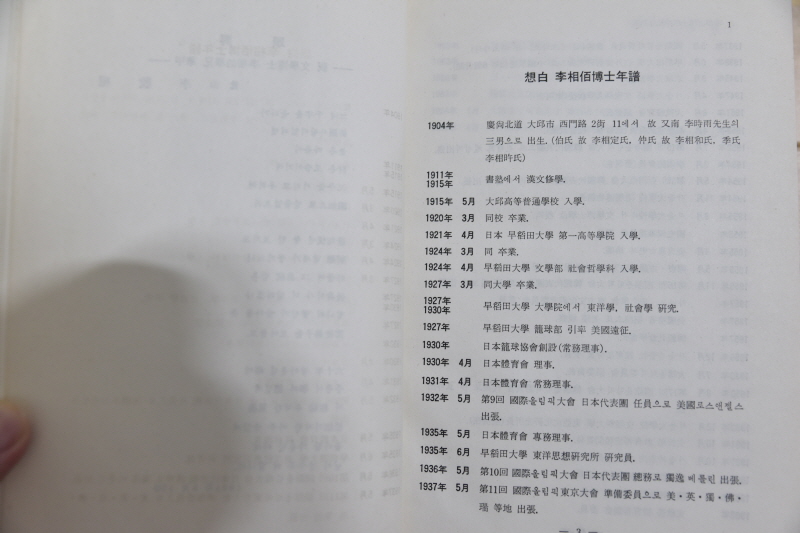 1
想白 李相佰博士年譜
1904年 慶尙北道 大邱市 西門路 2街 11에서 故 又南 李時雨先生의
三男으로 出生. (伯氏 故 李相定氏, 仲氏 故 李相和氏, 季氏
李相旿氏)
1911年
1915年 書塾에서 漢文修學.
1915年 5月 大邱高等普通學校 入學.
1920年 3月 同校 卒業.
1921年 4月 日本 早稻田大學 第一高等學院 入學.
1924年 3月 同 卒業.
1924年 4月 早稻田大學 文學部 社會哲學科 入學.
1927年 3月 同大學 卒業.
1927年
1930年 早稻田大學 大學院에서 東洋學, 社會學 硏究.
1927年 早稻田大學 籠球部 引率 美國遠征.
1930年 日本籠球協會創設(常務理事).
1930年 4月 日本體育會 理事.
1931年 4月 日本體育會 常務理事.
1932年 5月 第9回 國際올림픽大會 日本代表團 任員으로 美國로스앤젤스
出張.
1935年 5月 日本體育會 專務理事.
1935年 6月 早稻田大學 東洋思想硏究所 硏究員.
1936年 5月 第10回 國際올림픽大會 日本代表團 總務로 獨逸 베를린 出張.
1937年 5月 第11回 國際올림픽東京大會 準備委員으로 美・英・獨・佛・
瑞 等地 出張.